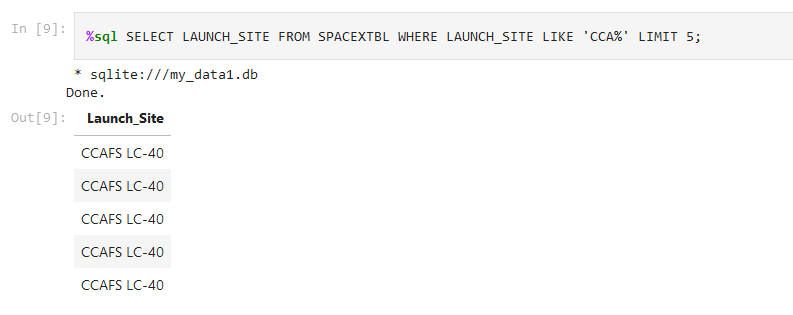 In [9]: %sql SELECT LAUNCH_SITE FROM SPACEXTBL WHERE LAUNCH_SITE LIKE 'CCA%' LIMIT 5;
* sqlite:///my_data1.db
Done.
Out[9]: Launch_Site
CCAFS LC-40
CCAFS LC-40
CCAFS LC-40
CCAFS LC-40
CCAFS LC-40